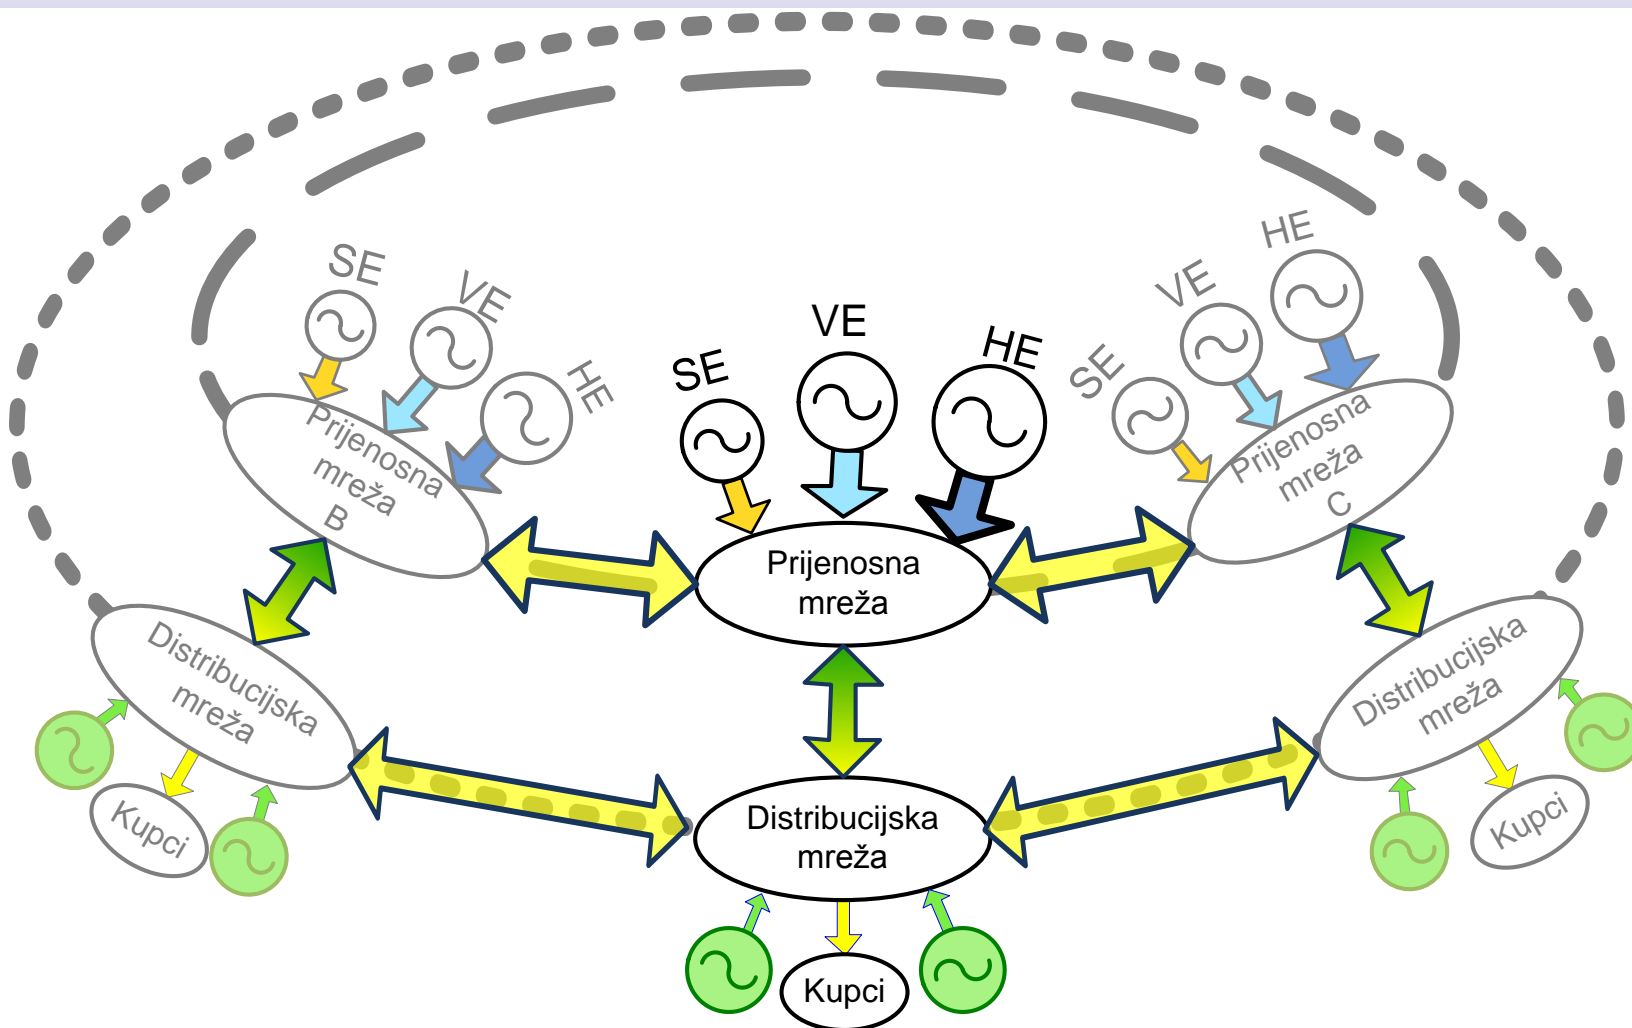 SE
VE
HE
Prijenosna
mreža
B
SE
VE
HE
Prijenosna
mreža
SE
VE
HE
Prijenosna
mreža
C
Distribucijska
mreža
Kupci
Distribucijska
mreža
Kupci
Distribucijska
mreža
Kupci